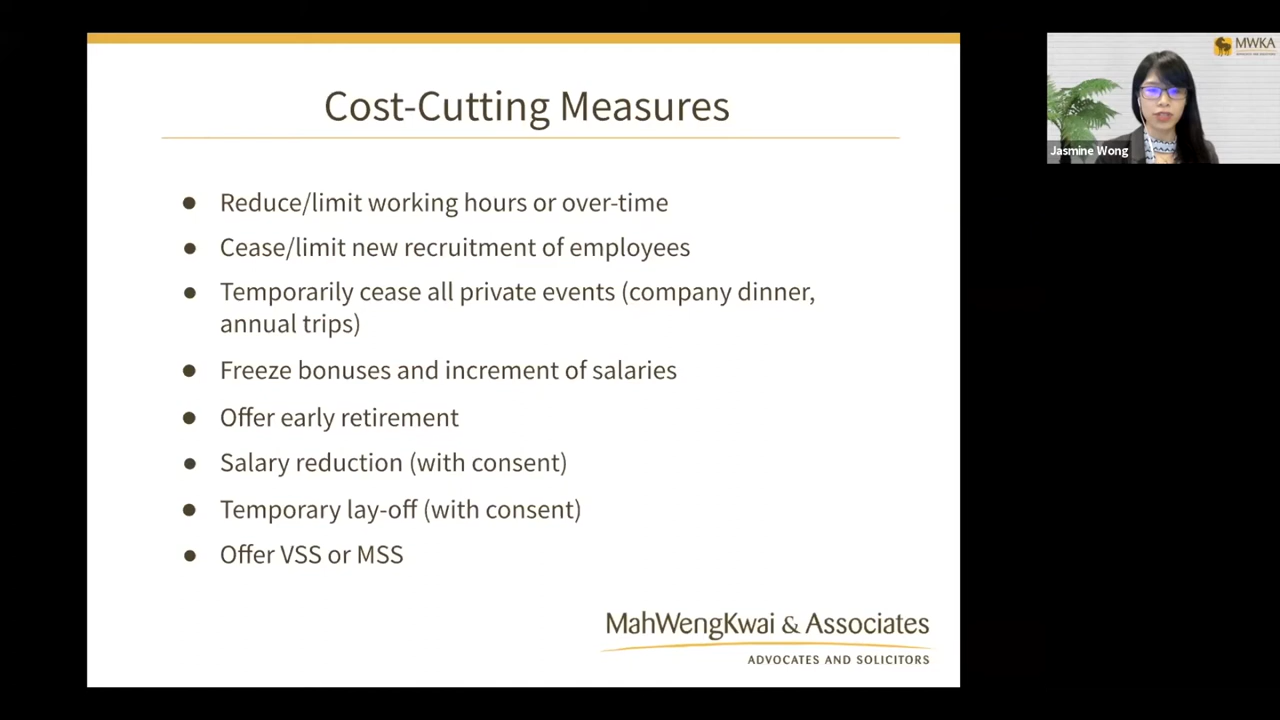 Cost-Cutting Measures
● Reduce/limit working hours or over-time
● Cease/limit new recruitment of employees
● Temporarily cease all private events (company dinner,
annual trips)
● Freeze bonuses and increment of salaries
● Offer early retirement
● Salary reduction (with consent)
● Temporary lay-off (with consent)
● Offer VSS or MSS
MahWengKwai & Associates
ADVOCATES AND SOLICITORS
MWKA
Jasmine Wong